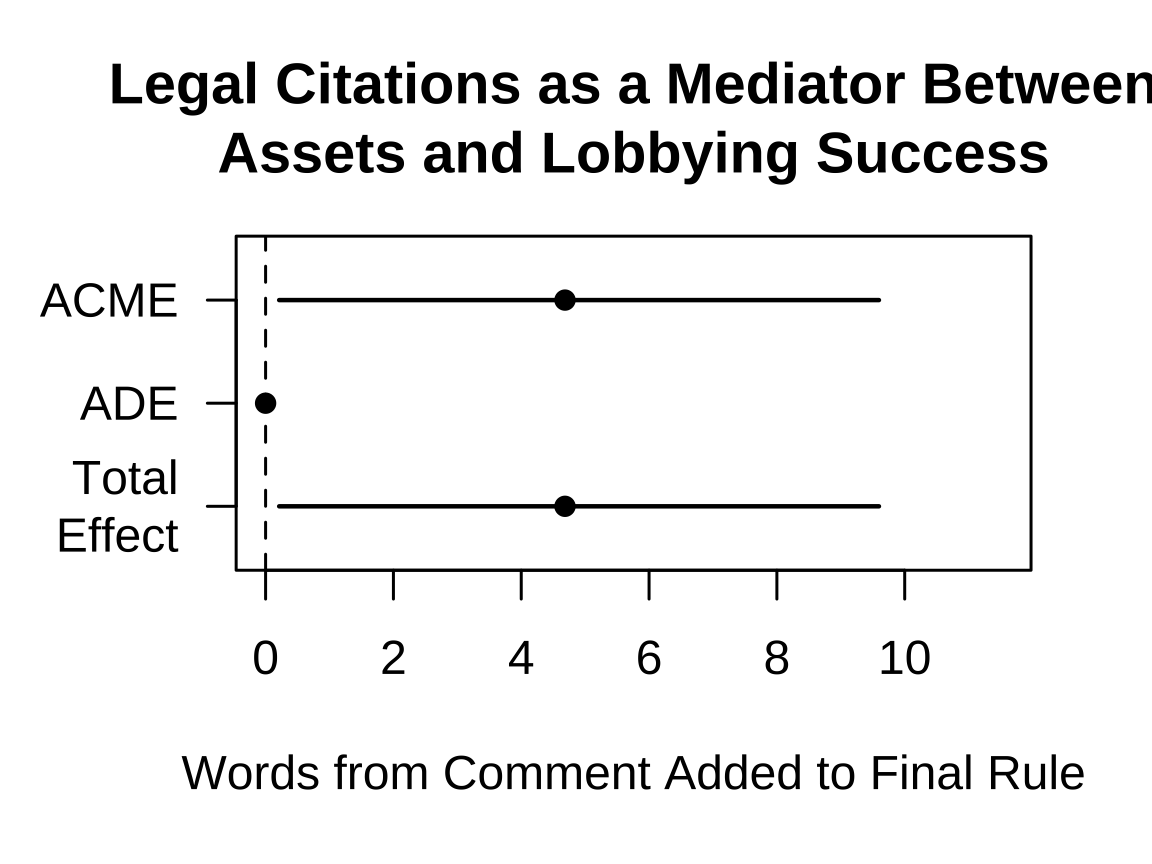 Legal Citations as a Mediator Between
Assets and Lobbying Success
ACME
ADE
Total
Effect
0 2 4 6 8 10
Words from Comment Added to Final Rule